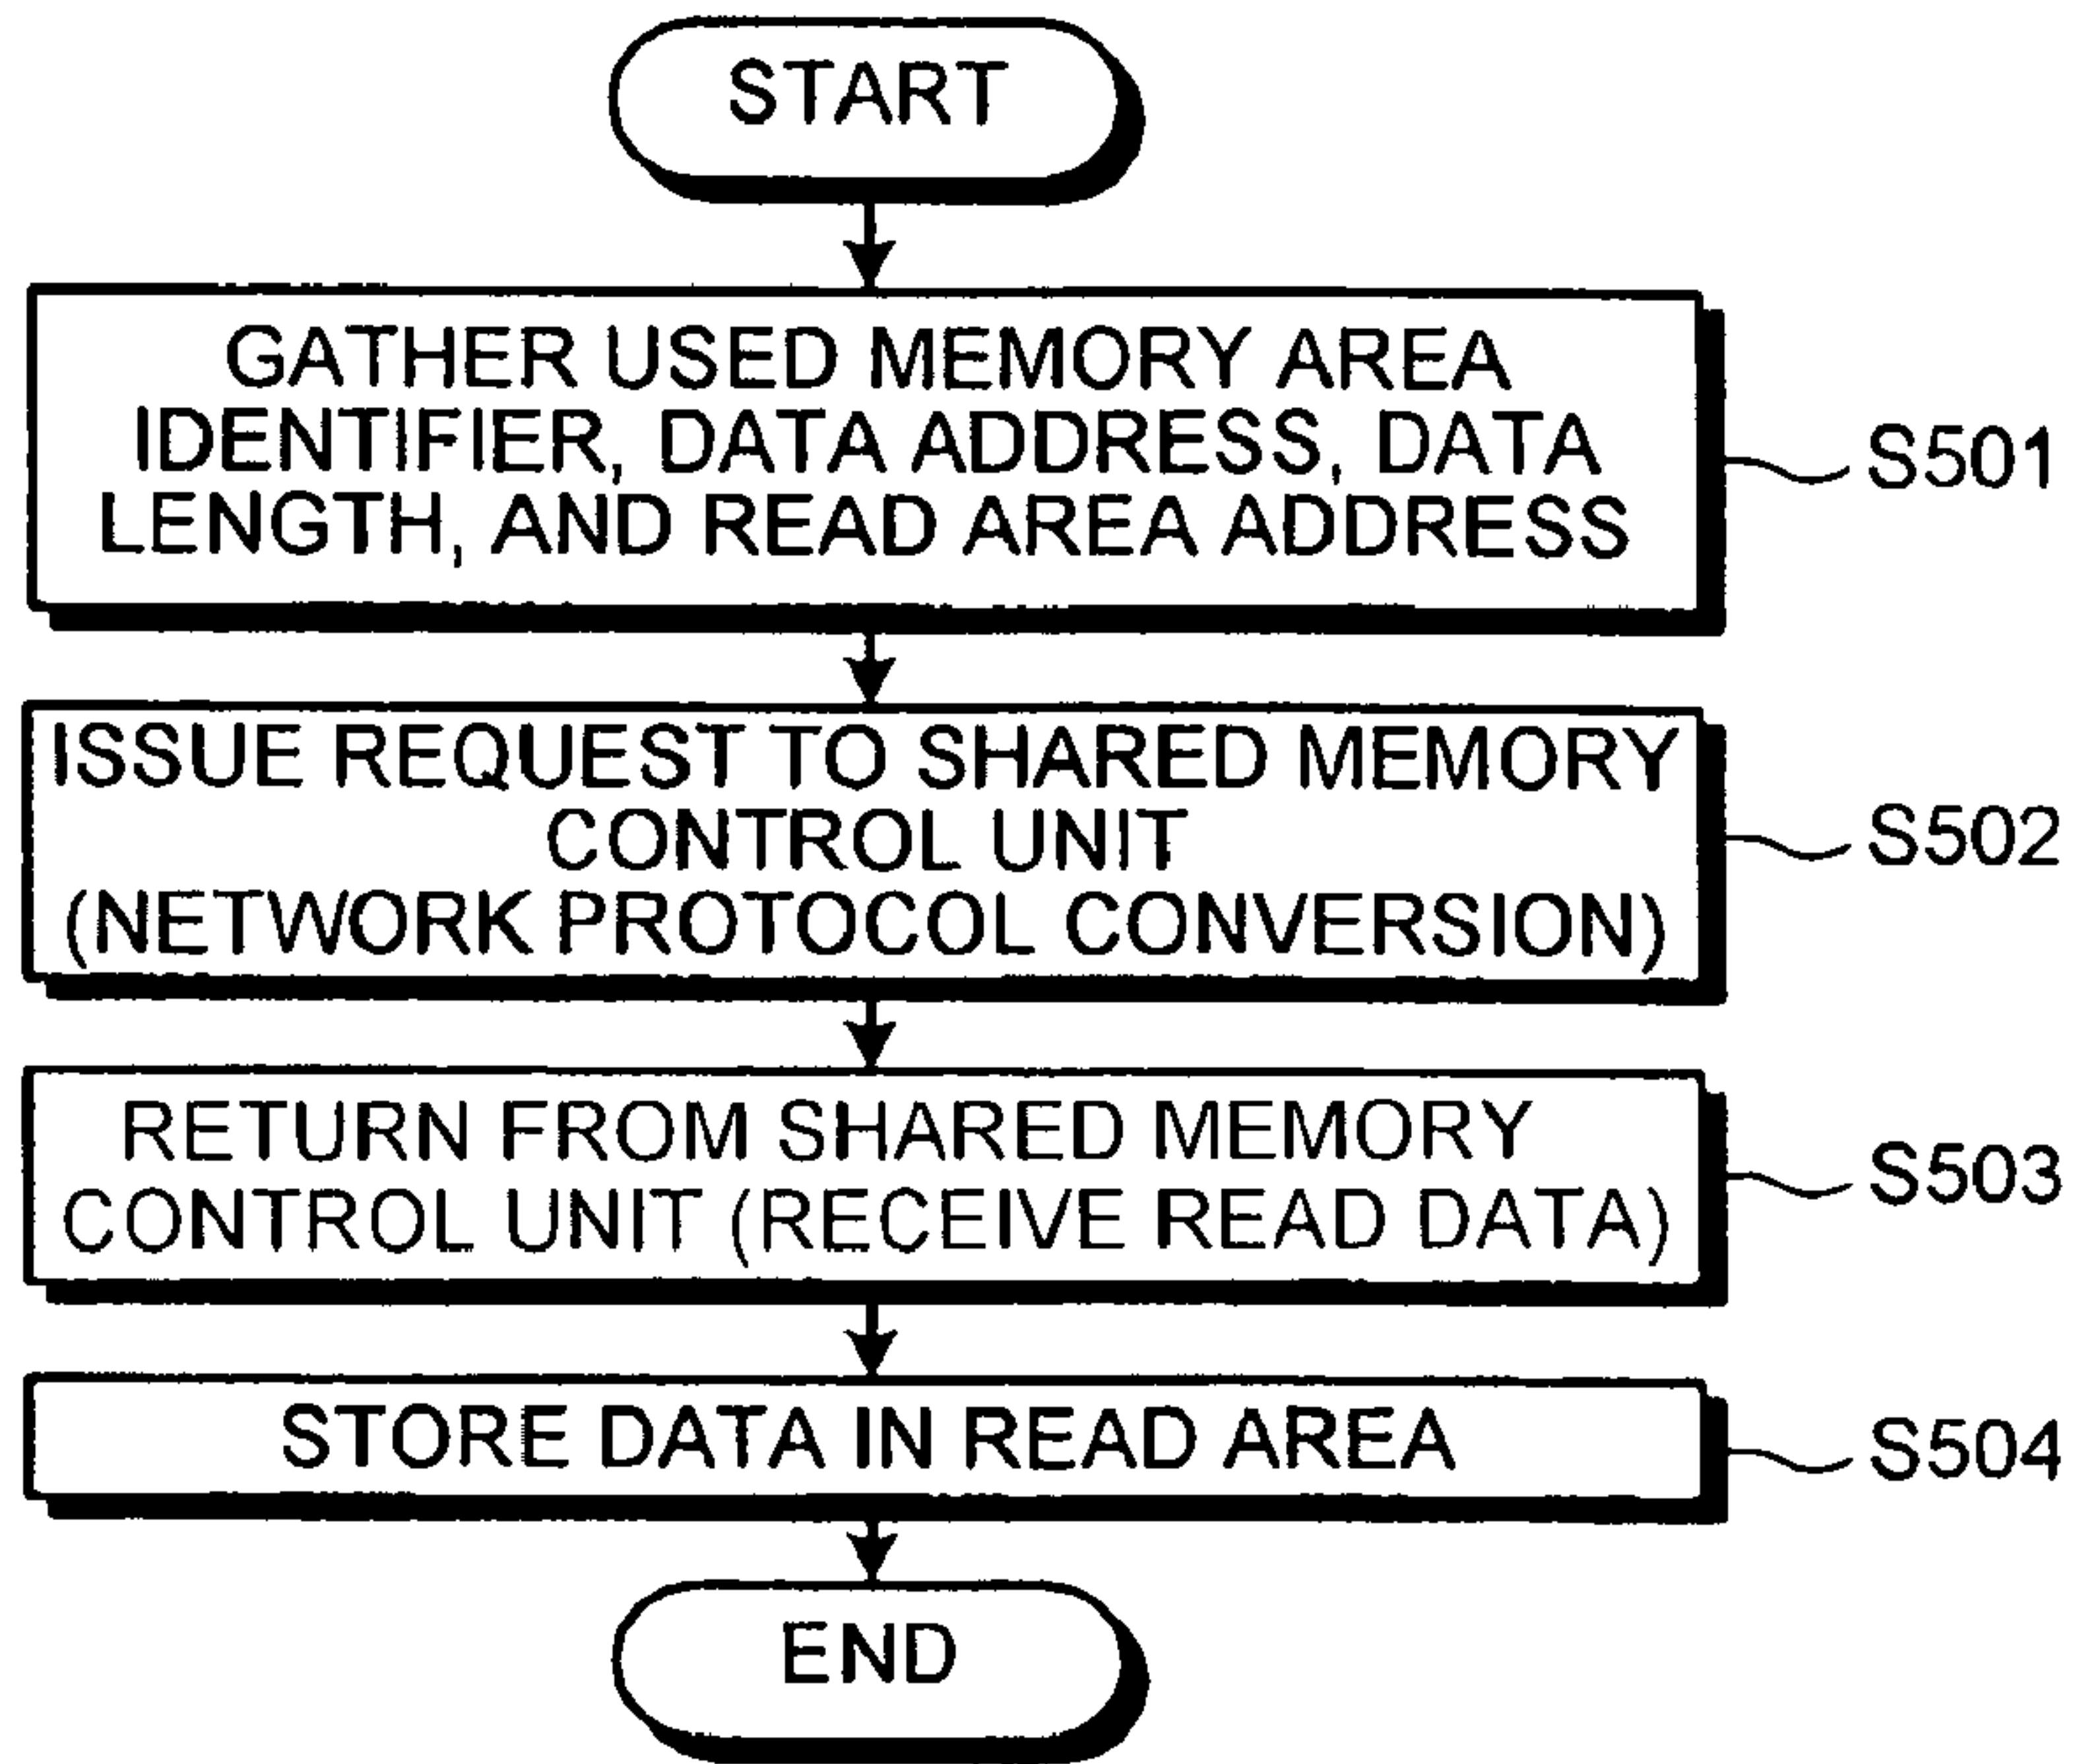 START
GATHER USED MEMORY AREA
IDENTIFIER, DATA ADDRESS, DATA
LENGTH, AND READ AREA ADDRESS
S501
ISSUE REQUEST TO SHARED MEMORY
CONTROL UNIT
(NETWORK PROTOCOL CONVERSION)
S502
RETURN FROM SHARED MEMORY
CONTROL UNIT (RECEIVE READ DATA)
S503
STORE DATA IN READ AREA
S504
END